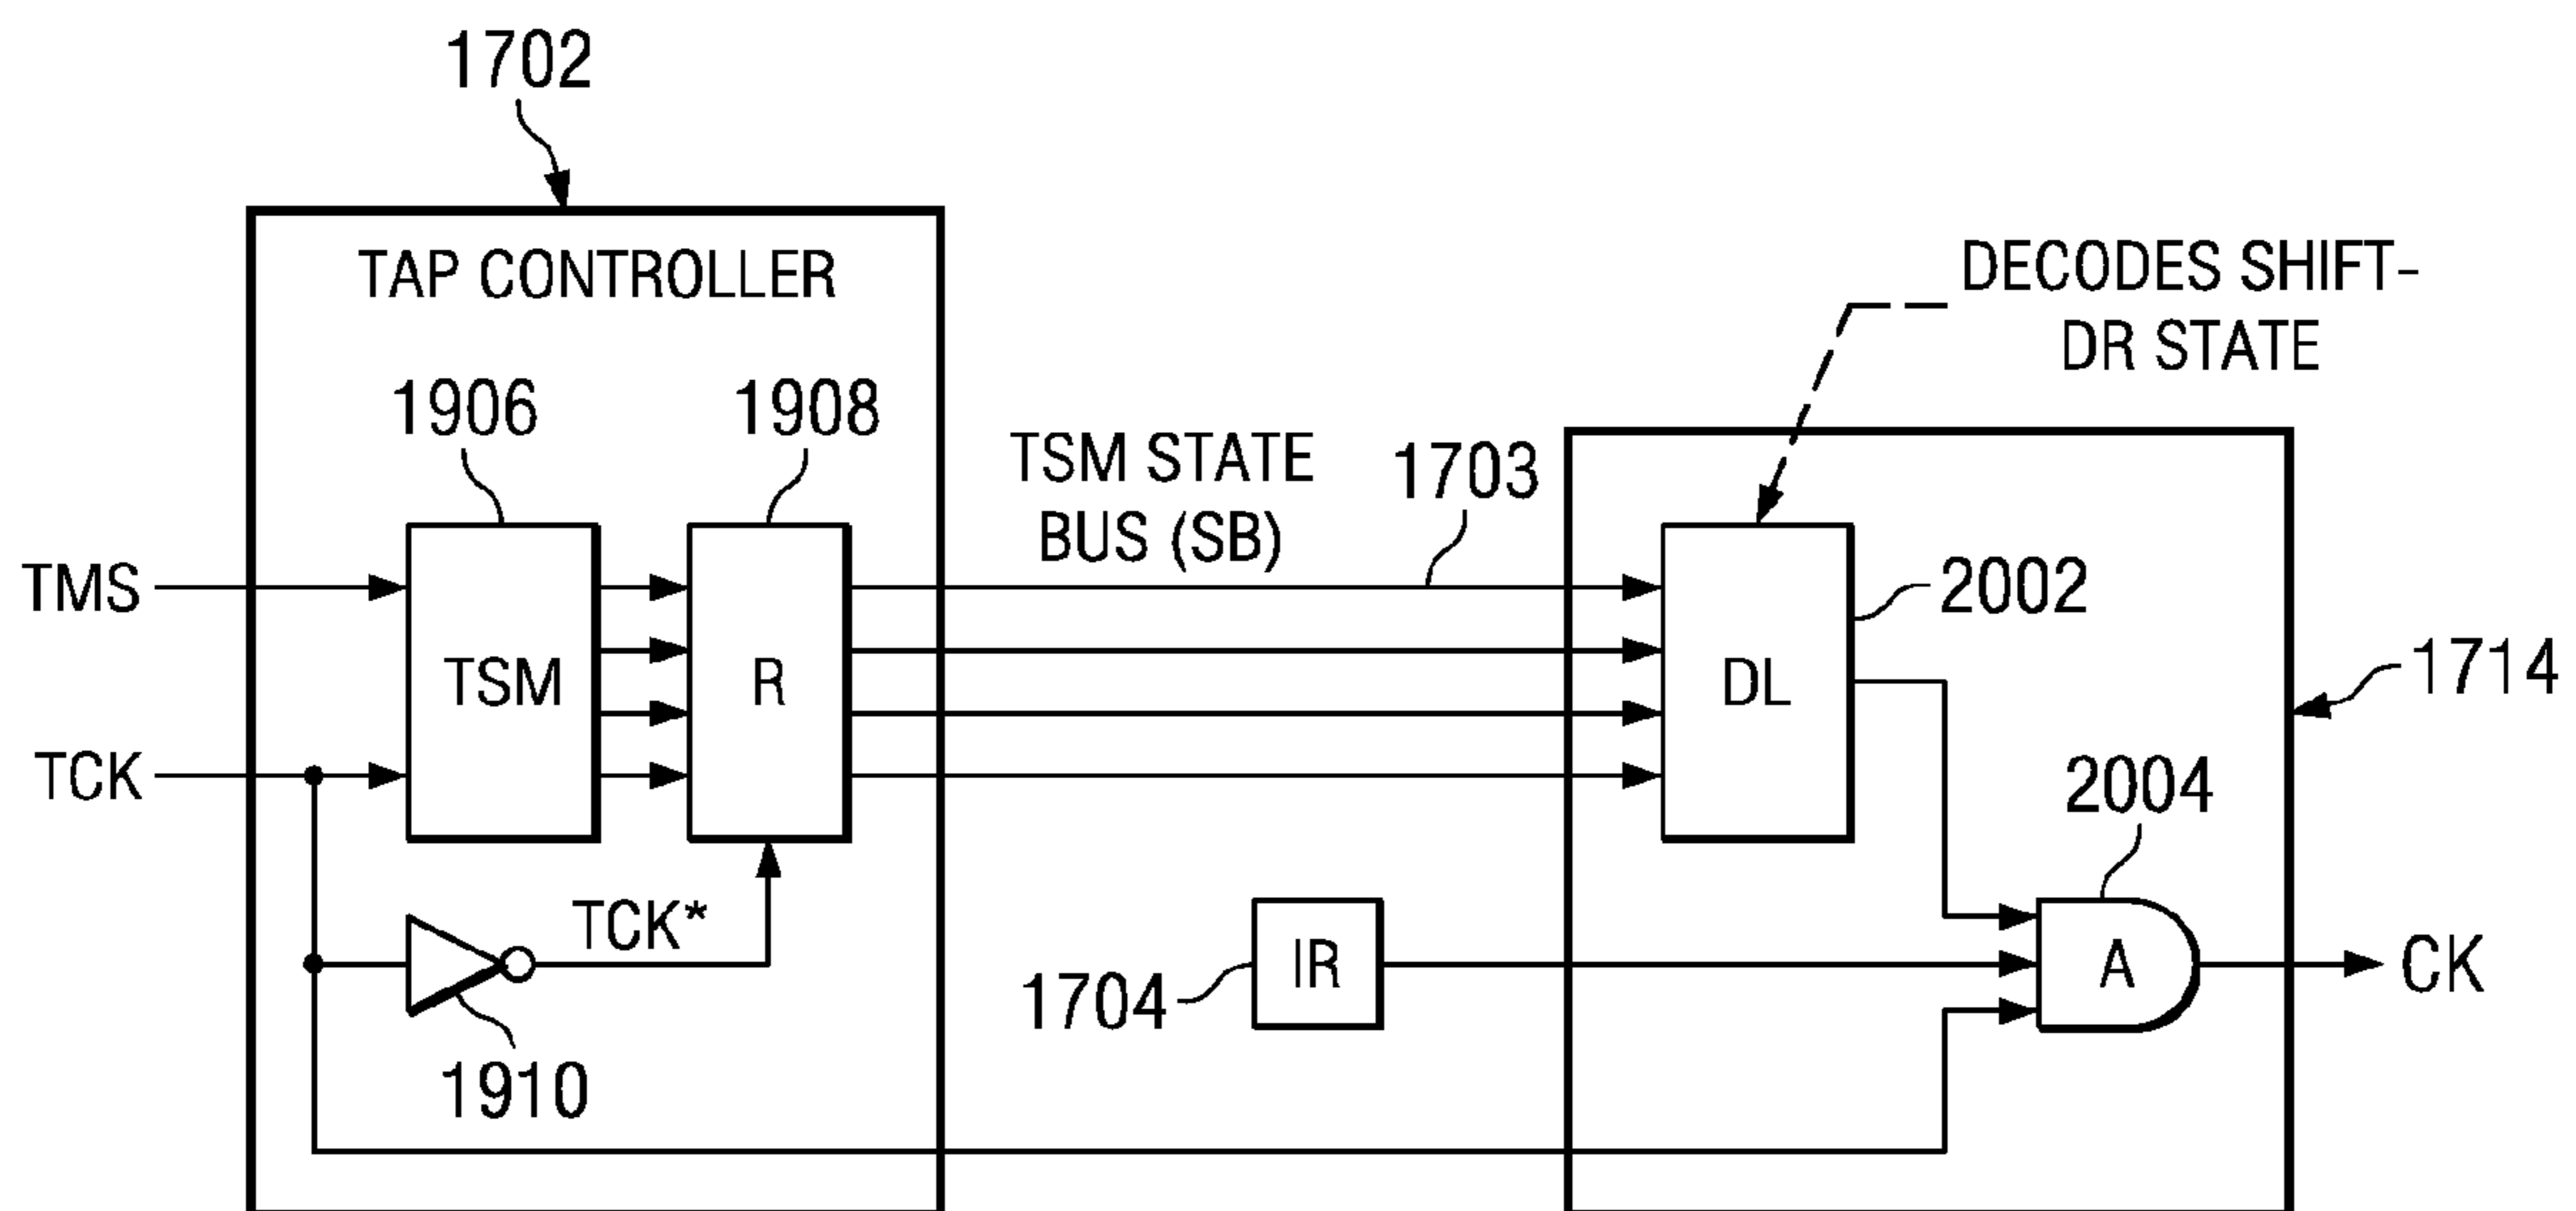 1702
TAP CONTROLLER
DECODES SHIFT-
DR STATE
1906
1908
TSM STATE
BUS (SB)
1703
TMS
TSM
R
DL
2002
1714
TCK
2004
TCK*
1704
IR
A
CK
1910